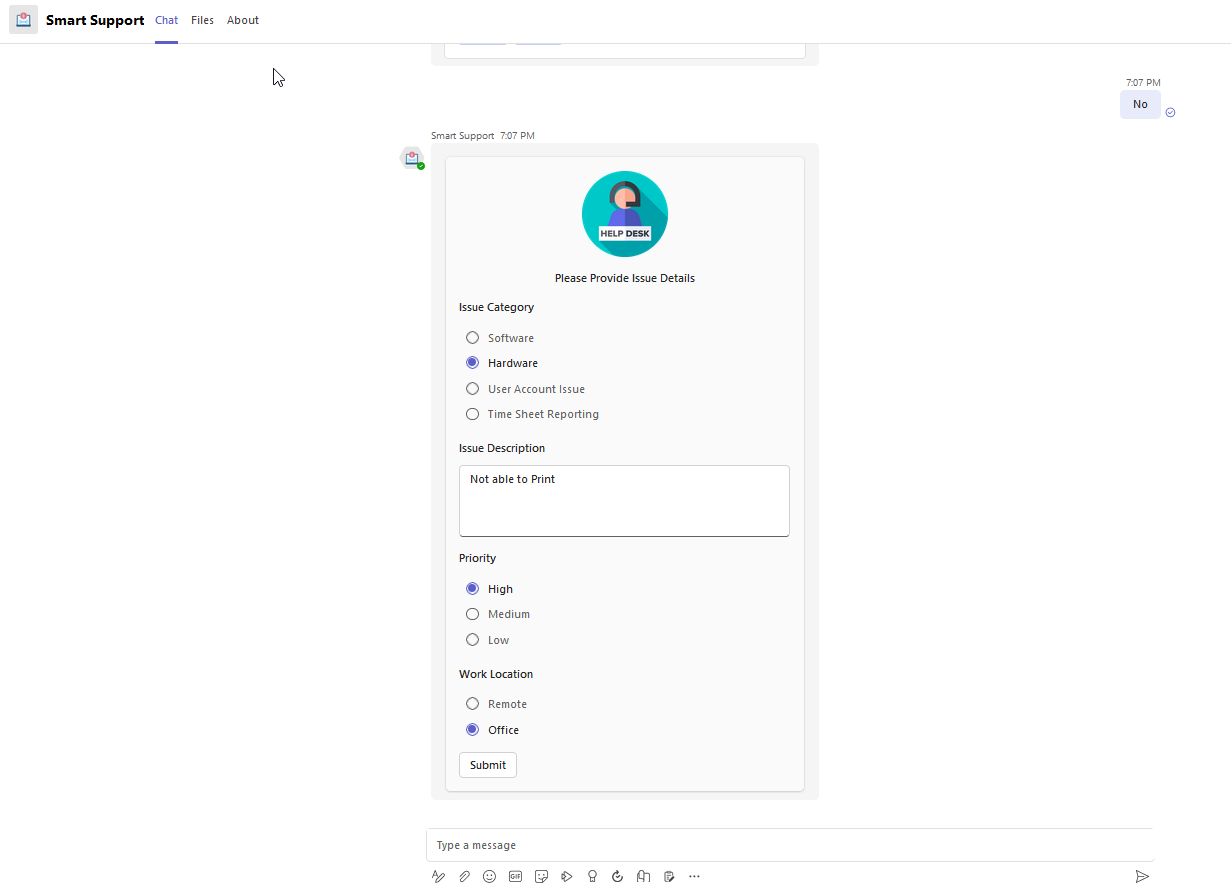 Smart Support Chat Files About
7:07 PM
No
Smart Support 7:07 PM
HELP DESK
Please Provide Issue Details
Issue Category
Software
Hardware
User Account Issue
Time Sheet Reporting
Issue Description
Not able to Print
Priority
High
Medium
Low
Work Location
Remote
Office
Submit
Type a message
GIF